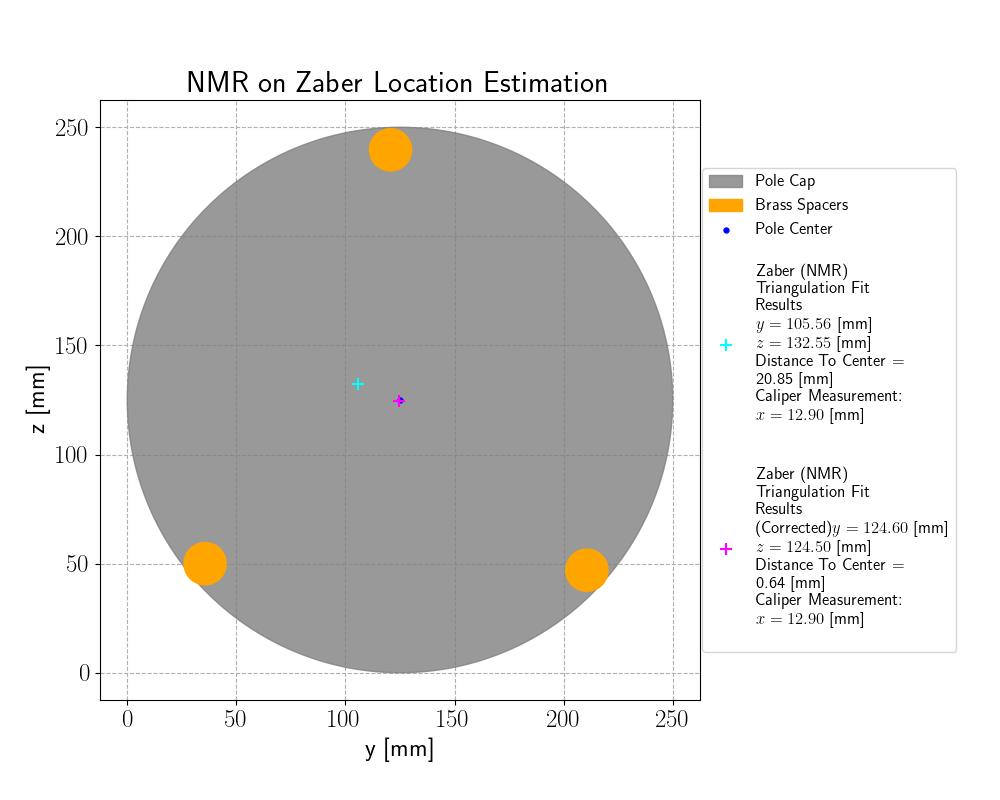 NMR on Zaber Location Estimation
250
200
150
100
50
0
z [mm]
0
50
100
150
200
250
y [mm]
Pole Cap
Brass Spacers
Pole Center
Zaber (NMR)
Triangulation Fit
Results
y = 105.56 [mm]
z = 132.55 [mm]
Distance To Center =
20.85 [mm]
Caliper Measurement:
x = 12.90 [mm]
Zaber (NMR)
Triangulation Fit
Results
(Corrected)y = 124.60 [mm]
z = 124.50 [mm]
Distance To Center =
0.64 [mm]
Caliper Measurement:
x = 12.90 [mm]